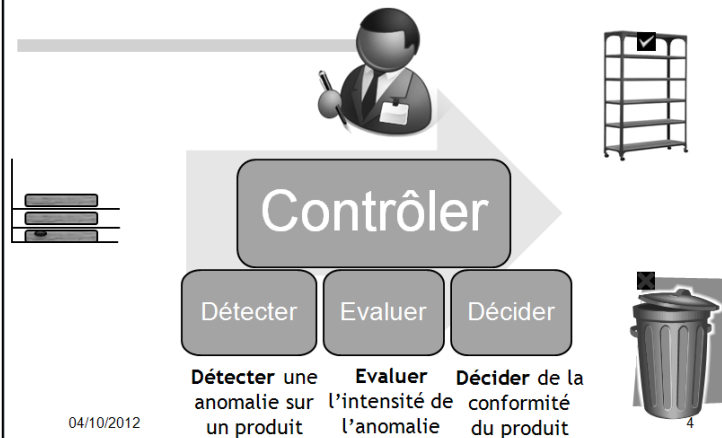 Contrôler
Détecter
Evaluer
Décider
Détecter une
anomalie sur
un produit
Evaluer
l'intensité de
l'anomalie
Décider de la
conformité
du produit
04/10/2012
4